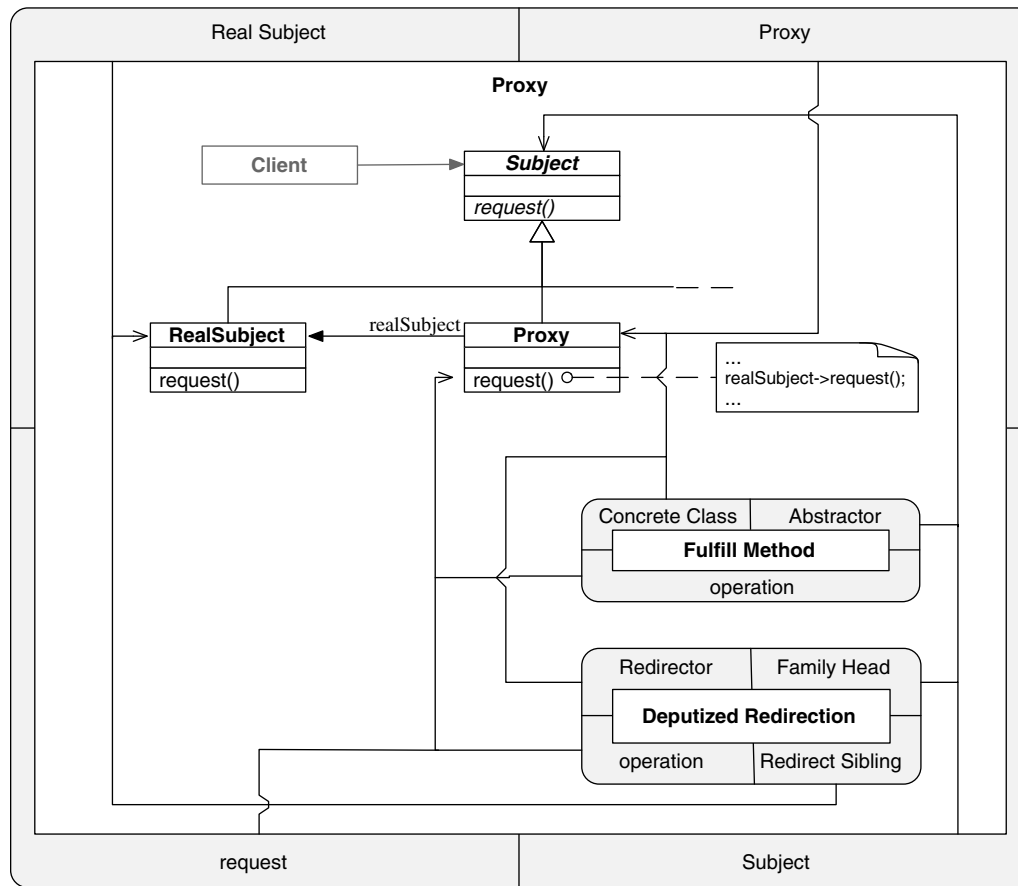 Real Subject
Proxy
Proxy
Client
Subject
request()
RealSubject
request()
realSubject
Proxy
request()
...
realSubject->request();
...
Concrete Class
Abstractor
Fulfill Method
operation
Redirector
Family Head
Deputized Redirection
operation
Redirect Sibling
request
Subject